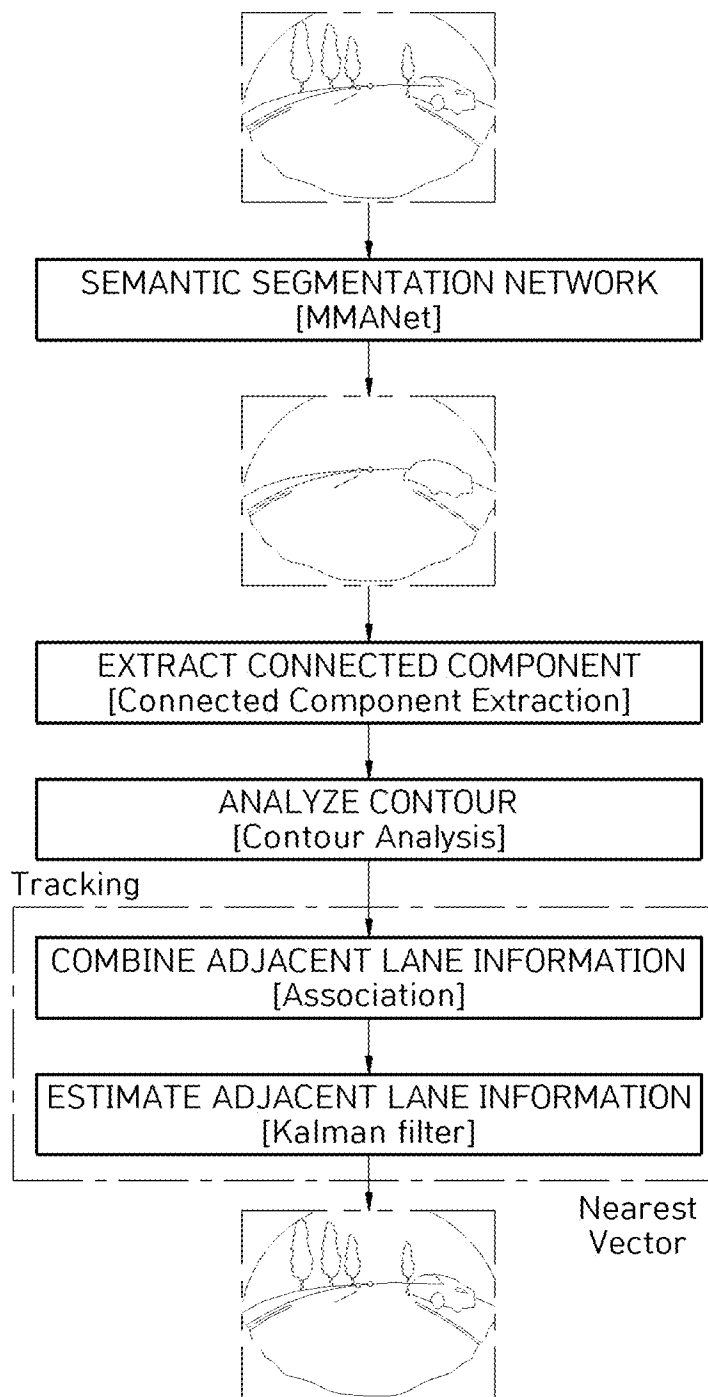 SEMANTIC SEGMENTATION NETWORK
[MMANet]
EXTRACT CONNECTED COMPONENT
[Connected Component Extraction]
ANALYZE CONTOUR
[Contour Analysis]
Tracking
COMBINE ADJACENT LANE INFORMATION
[Association]
ESTIMATE ADJACENT LANE INFORMATION
[Kalman filter]
Nearest
Vector